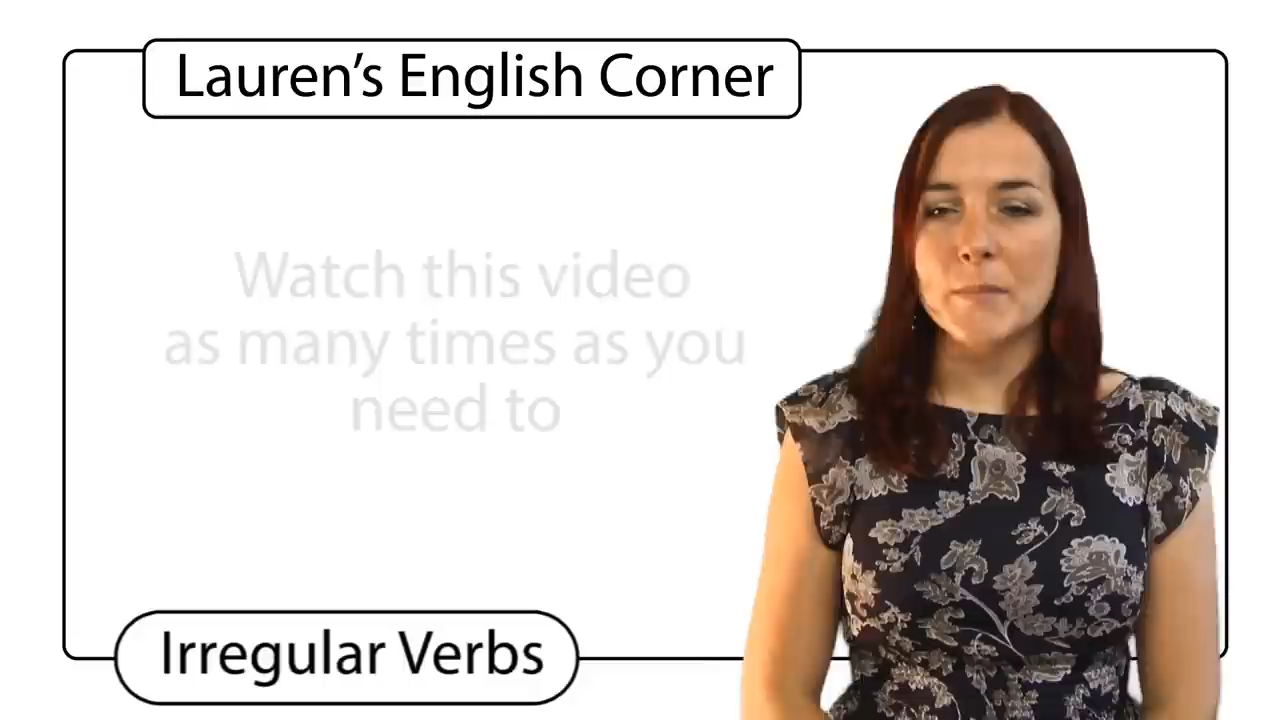 Lauren’s English Corner
Watch this video
as many times as you
need to
Irregular Verbs